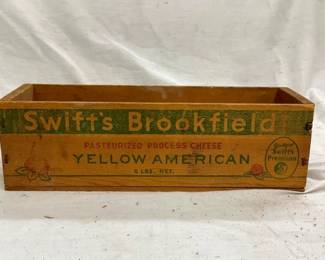 Swift's Brookfield
PASTEURIZED PROCESS CHEESE
YELLOW AMERICAN
5 LBS. NET.
Swift's
Premium